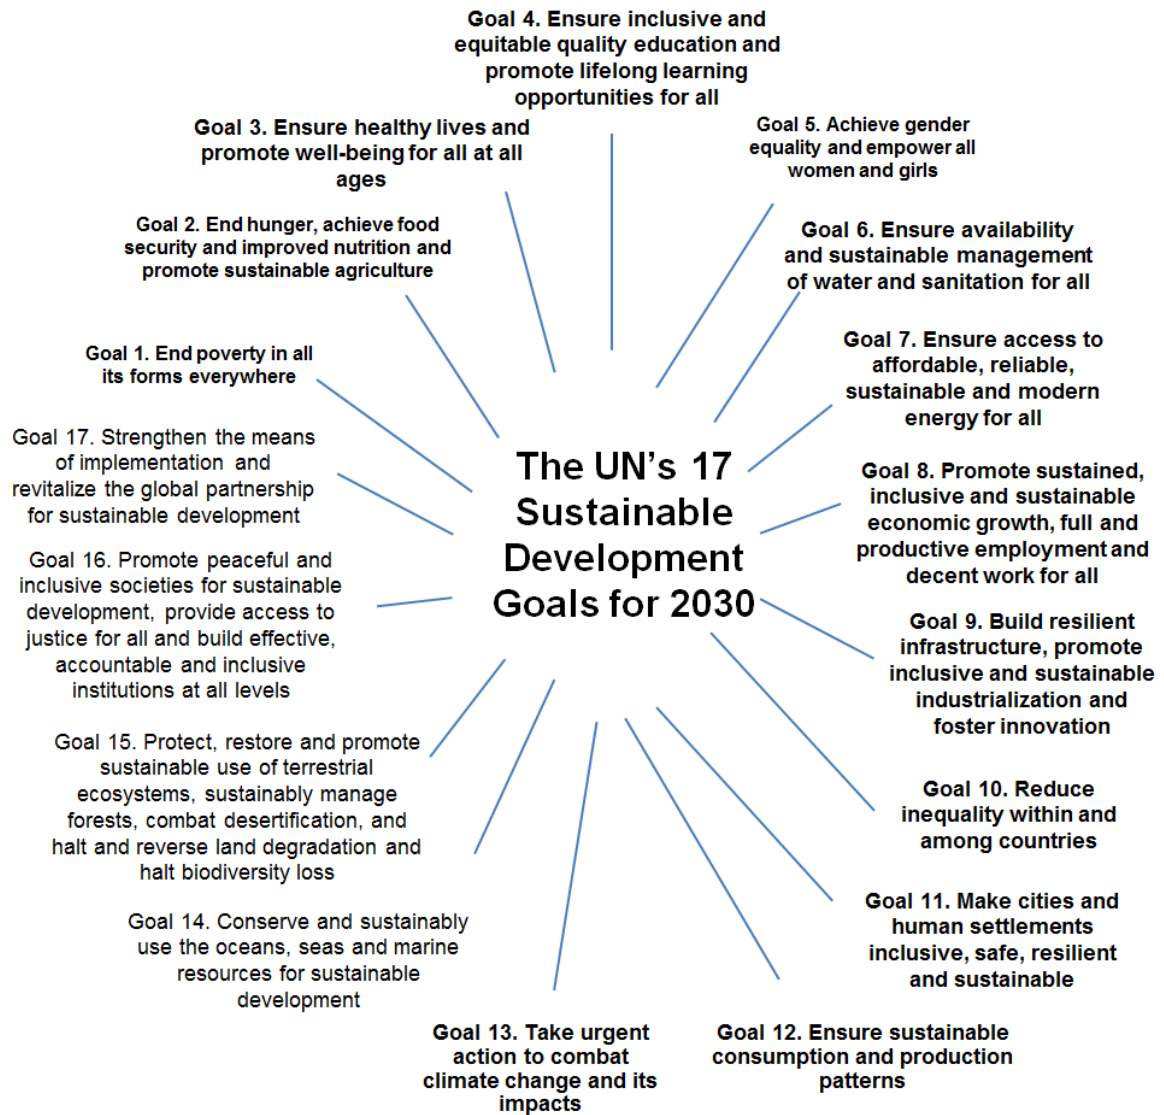 Goal 4. Ensure inclusive and
equitable quality education and
promote lifelong learning
opportunities for all
Goal 3. Ensure healthy lives and
promote well-being for all at all
ages
Goal 5. Achieve gender
equality and empower all
women and girls
Goal 2. End hunger, achieve food
security and improved nutrition and
promote sustainable agriculture
Goal 6. Ensure availability
and sustainable management
of water and sanitation for all
Goal 1. End poverty in all
its forms everywhere
Goal 7. Ensure access to
affordable, reliable,
sustainable and modern
energy for all
Goal 17. Strengthen the means
of implementation and
revitalize the global partnership
for sustainable development
The UN's 17
Sustainable
Development
Goals for 2030
Goal 8. Promote sustained,
inclusive and sustainable
economic growth, full and
productive employment and
decent work for all
Goal 16. Promote peaceful and
inclusive societies for sustainable
development, provide access to
justice for all and build effective,
accountable and inclusive
institutions at all levels
Goal 9. Build resilient
infrastructure, promote
inclusive and sustainable
industrialization and
foster innovation
Goal 15. Protect, restore and promote
sustainable use of terrestrial
ecosystems, sustainably manage
forests, combat desertification, and
halt and reverse land degradation and
halt biodiversity loss
Goal 10. Reduce
inequality within and
among countries
Goal 14. Conserve and sustainably
use the oceans, seas and marine
resources for sustainable
development
Goal 11. Make cities and
human settlements
inclusive, safe, resilient
and sustainable
Goal 13. Take urgent
action to combat
climate change and its
impacts
Goal 12. Ensure sustainable
consumption and production
patterns